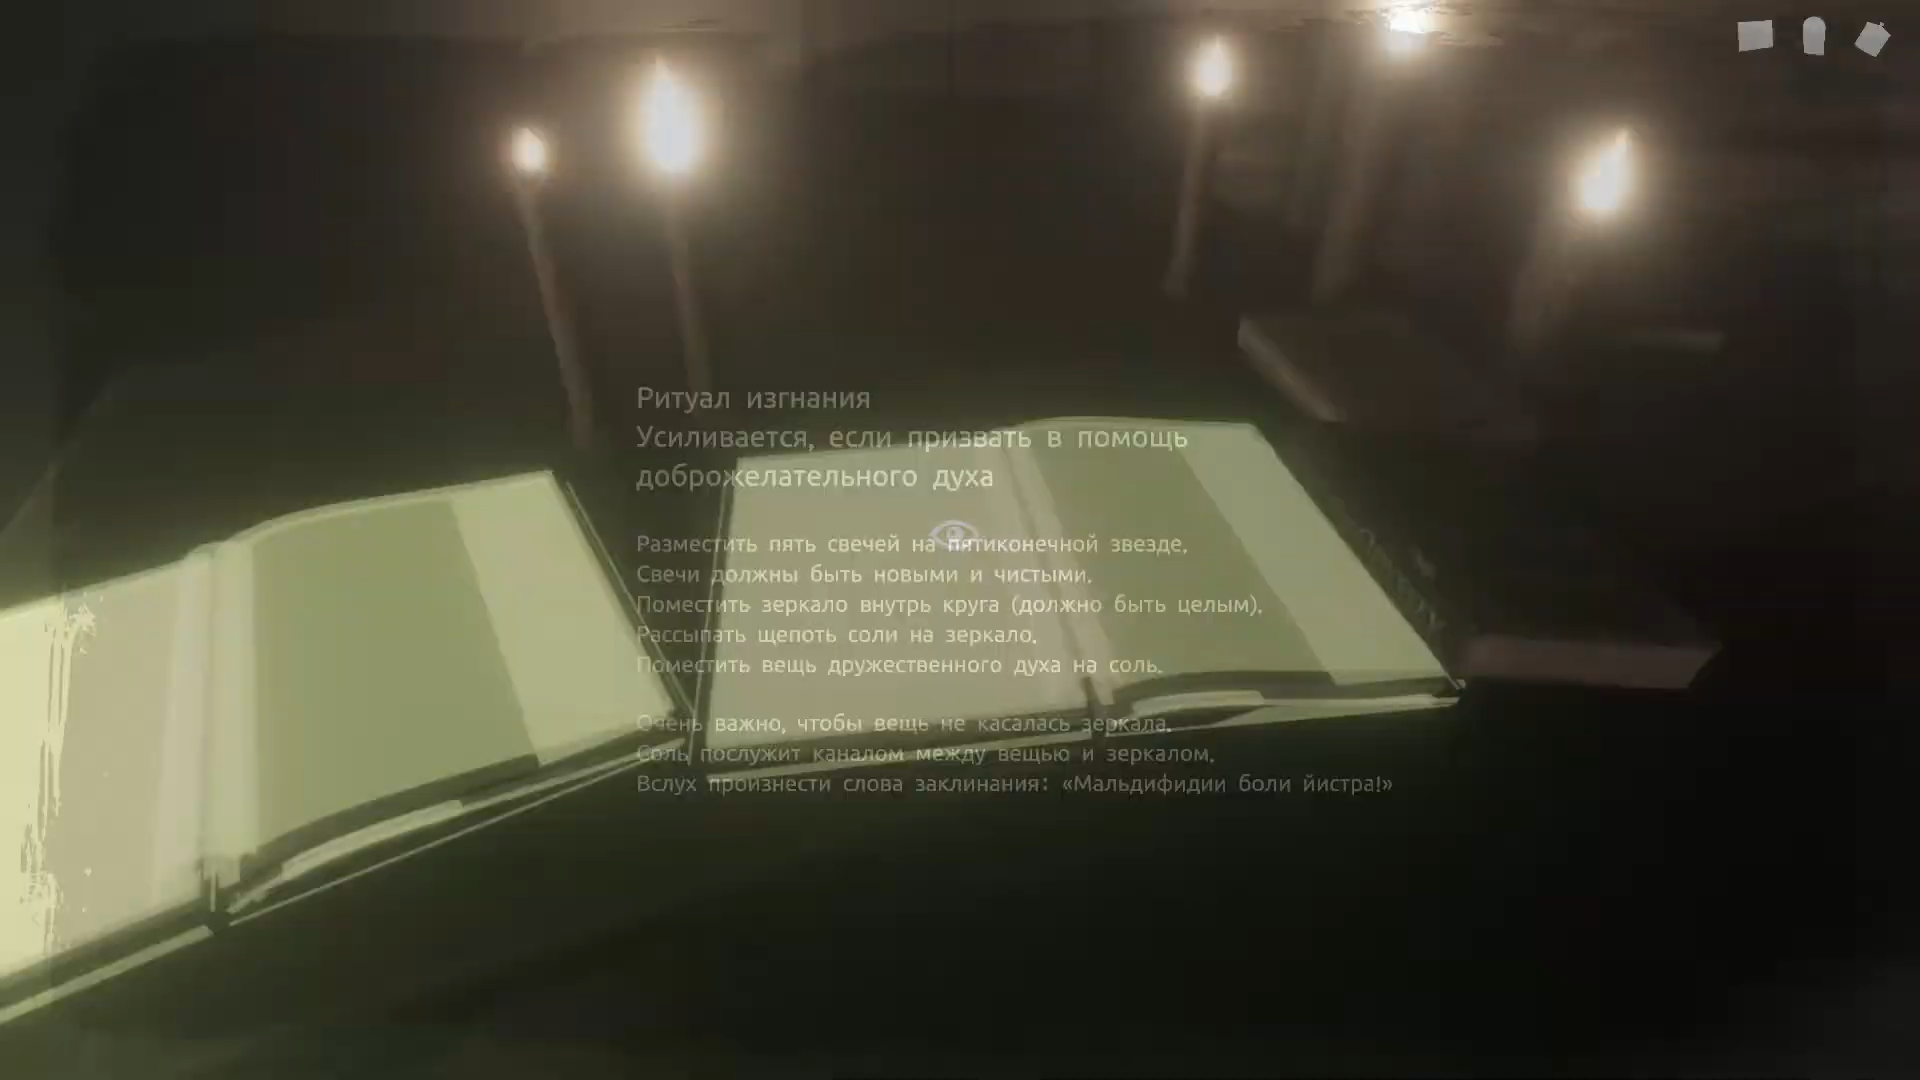 Ритуал изгнания
Усиливается, если призвать в помощь
доброжелательного духа
Разместить пять свечей на пятиконечной звезде.
Свечи должны быть новыми и чистыми.
Поместить зеркало внутрь круга (должно быть целым).
Рассыпать щепоть соли на зеркало.
Поместить вещь дружественного духа на соль.
Очень важно, чтобы вещь не касалась зеркала.
Соль послужит каналом между вещью и зеркалом.
Вслух произнести слова заклинания: «Мальдифидии боли йистра!»